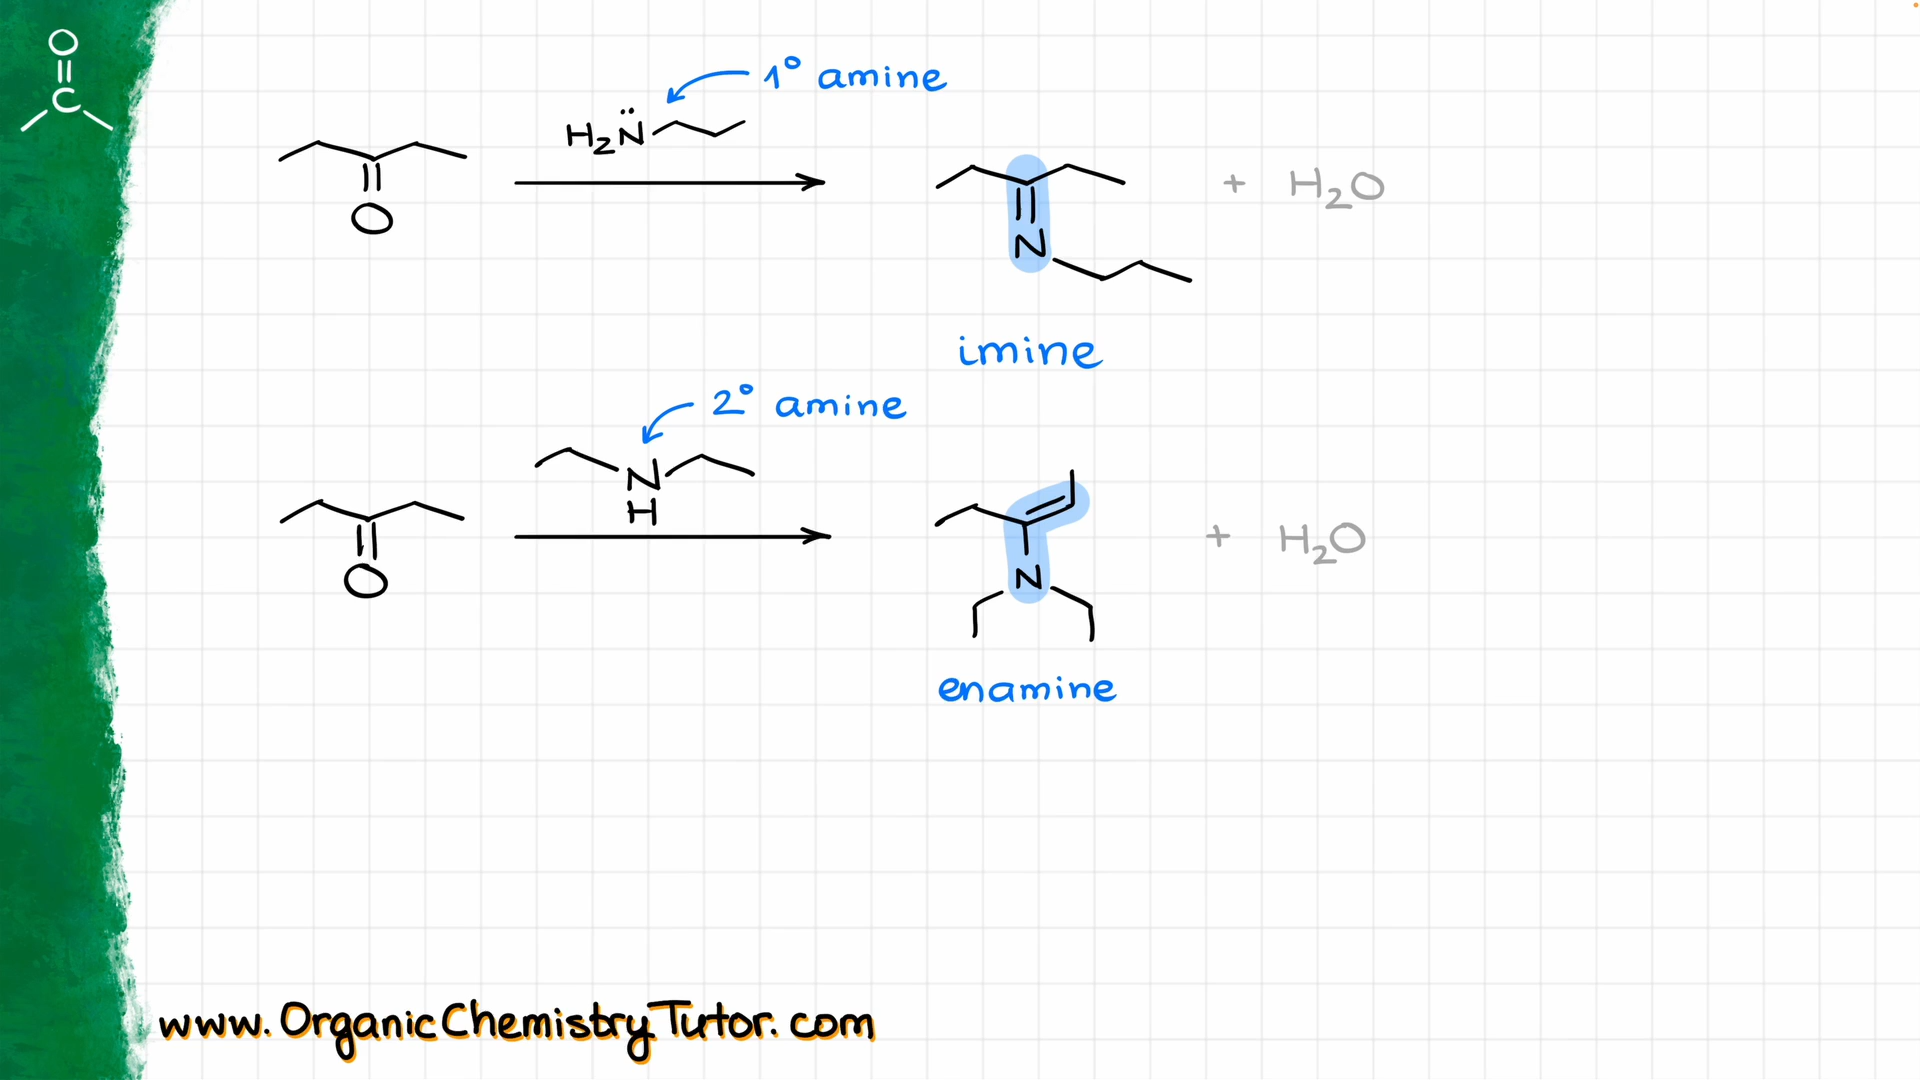 O
C
1° amine
H₂N̈
O
N
+ H₂O
imine
2° amine
N
H
O
N
+ H₂O
enamine
www.OrganicChemistryTutor.com